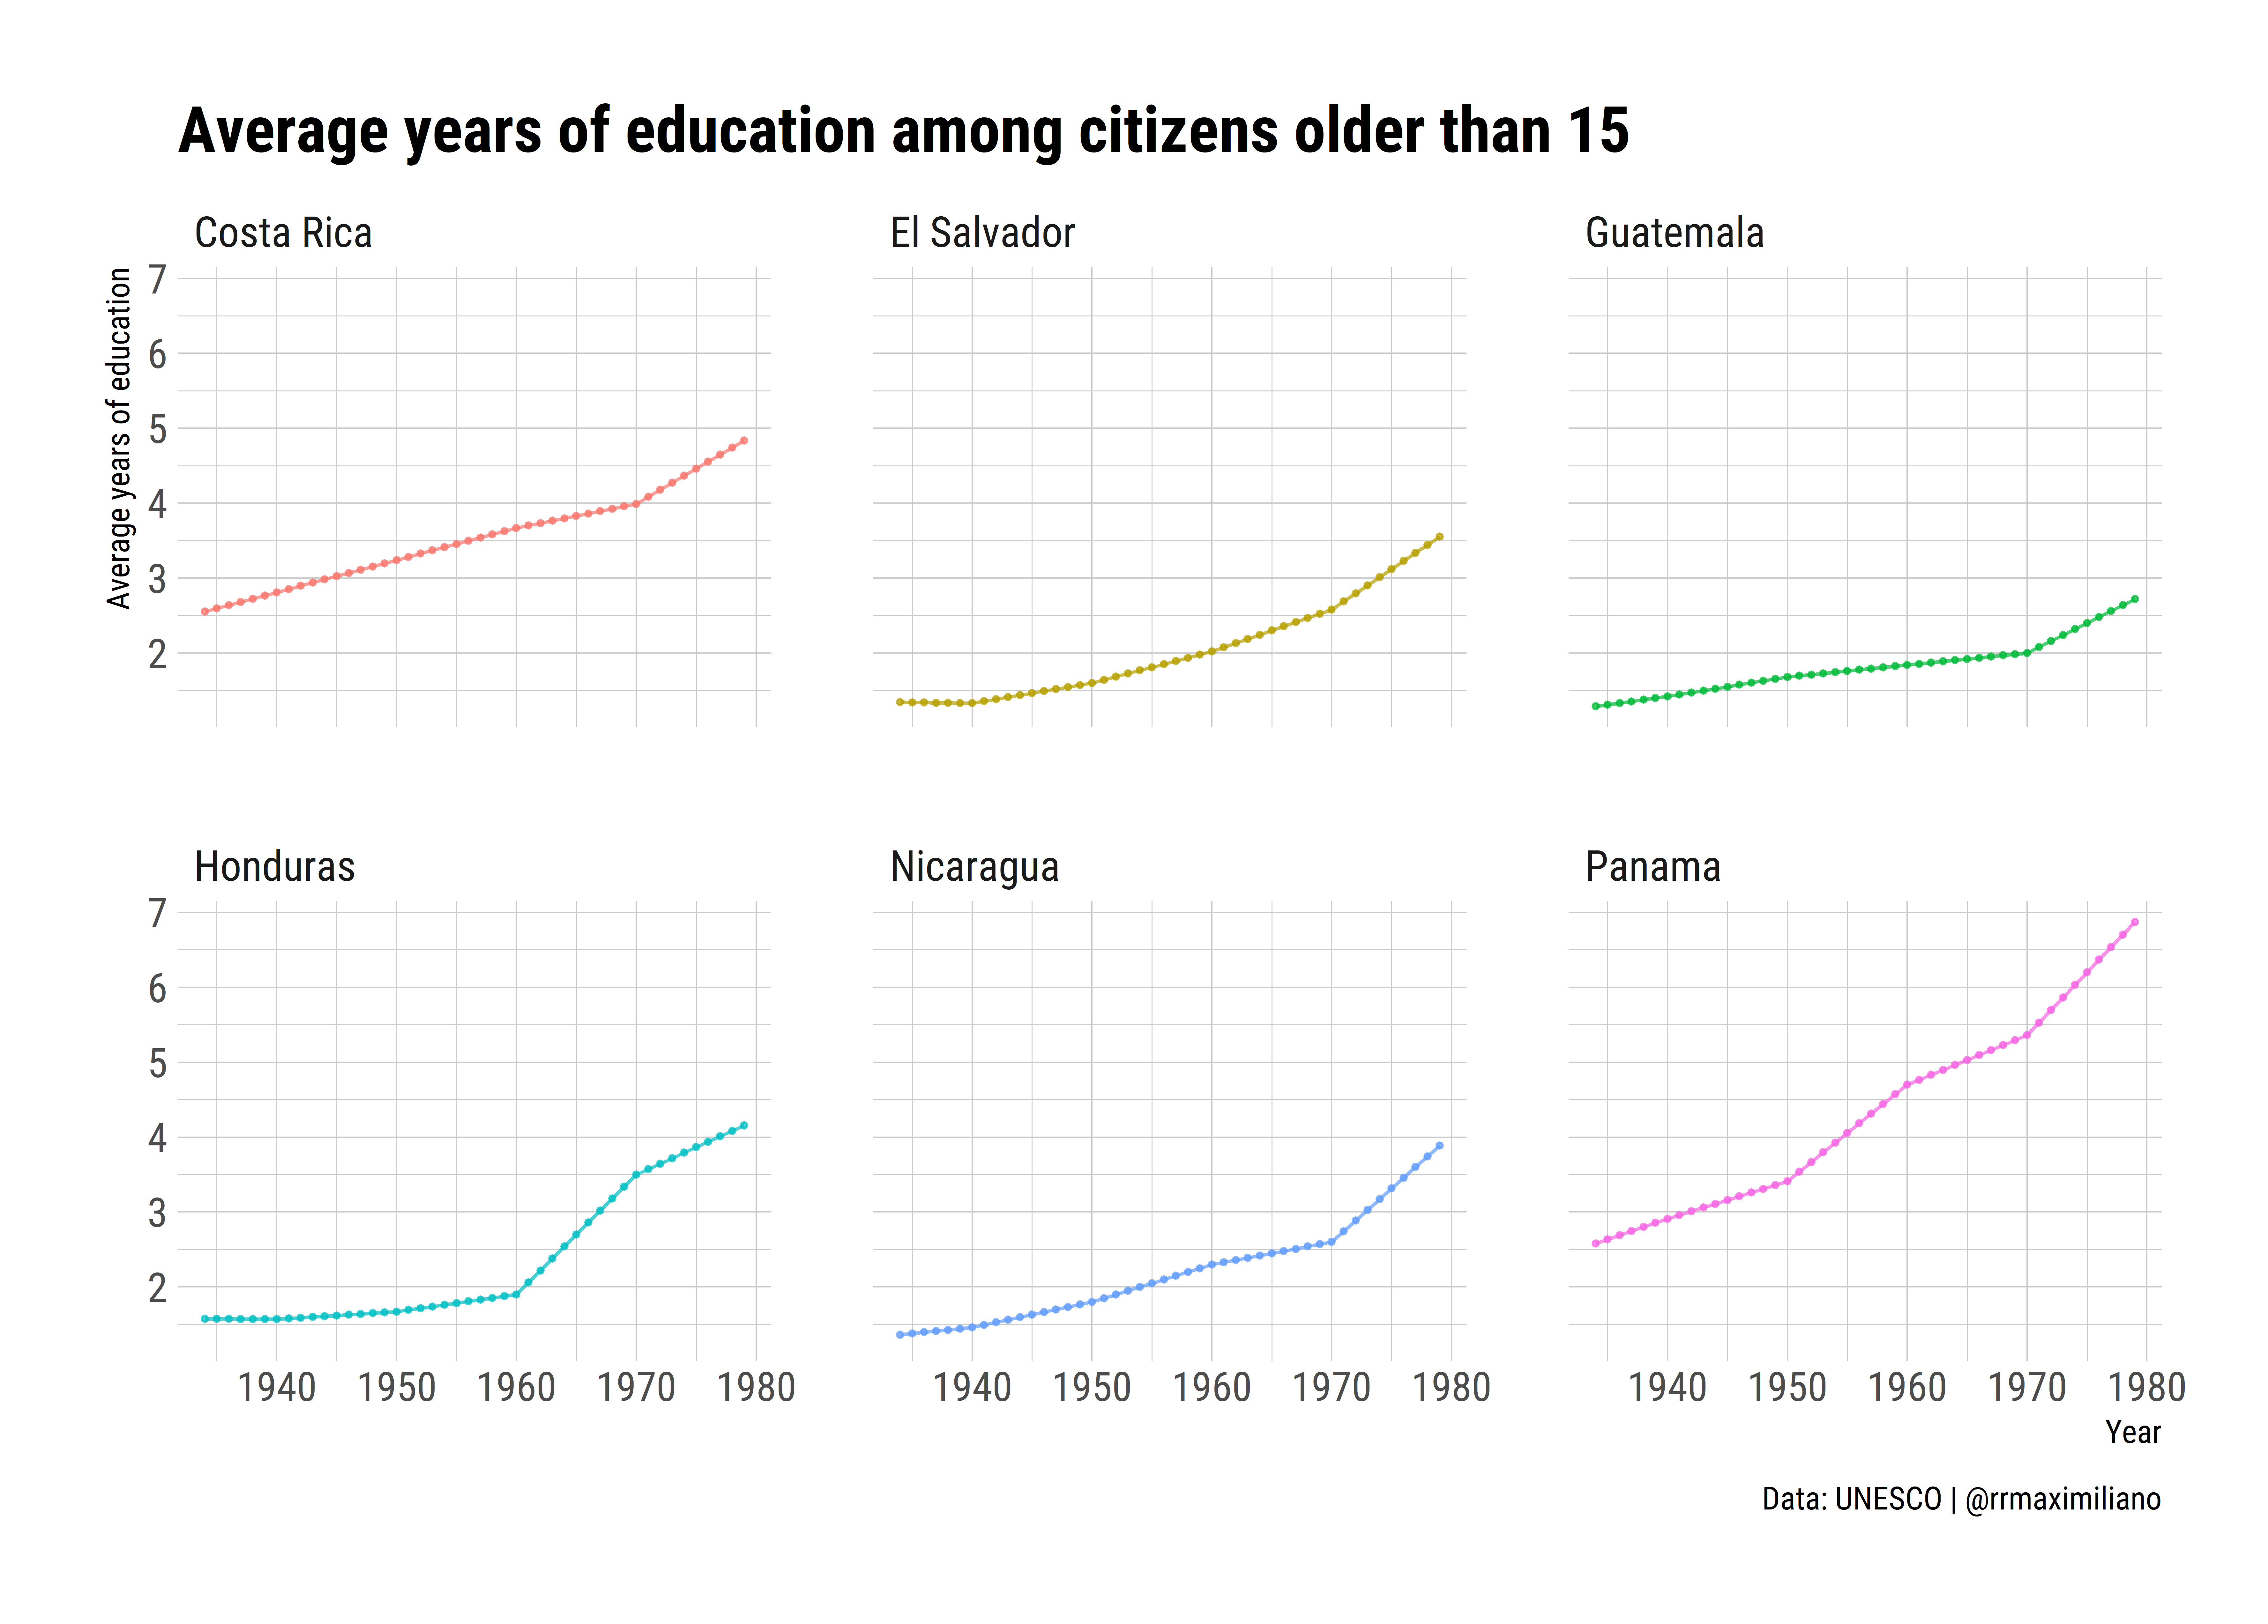 Average years of education among citizens older than 15
Costa Rica
El Salvador
Guatemala
Average years of education
7
6
5
4
3
2
Honduras
Nicaragua
Panama
7
6
5
4
3
2
1940 1950 1960 1970 1980
1940 1950 1960 1970 1980
1940 1950 1960 1970 1980
Year
Data: UNESCO | @rrmaximiliano